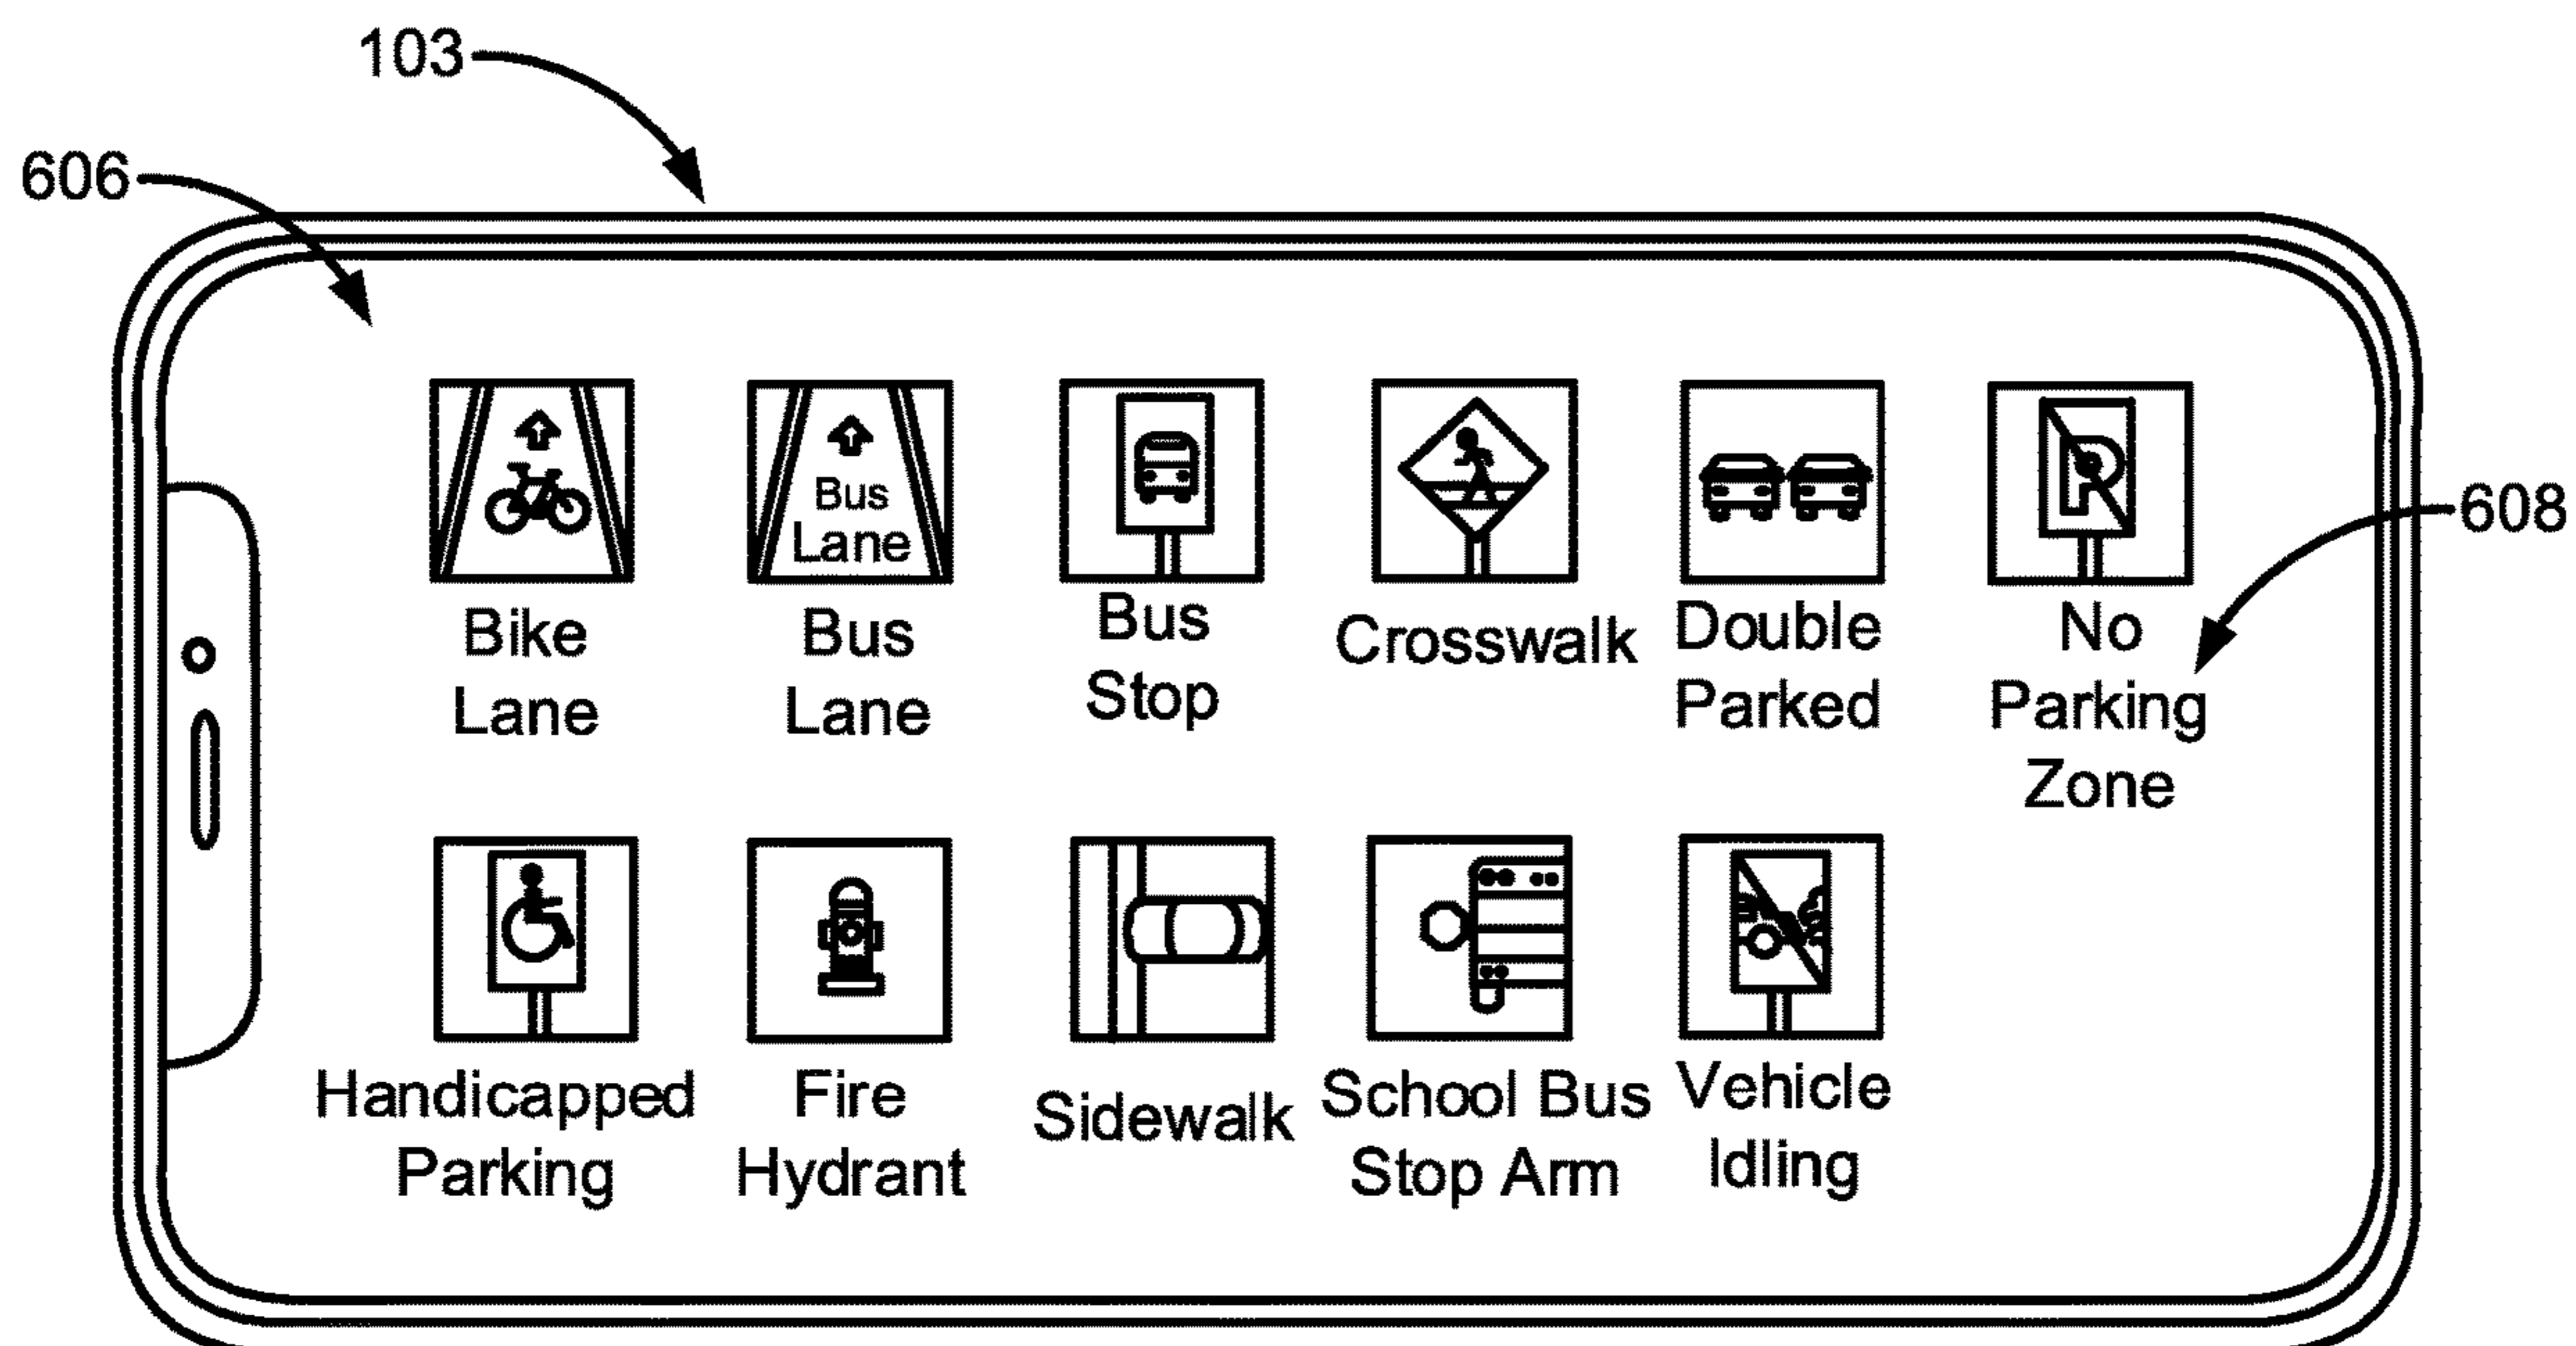 103
606
Bus
Lane
608
Bike
Lane
Bus
Lane
Bus
Stop
Crosswalk
Double
Parked
No
Parking
Zone
Handicapped
Parking
Fire
Hydrant
Sidewalk
School Bus
Stop Arm
Vehicle
Idling